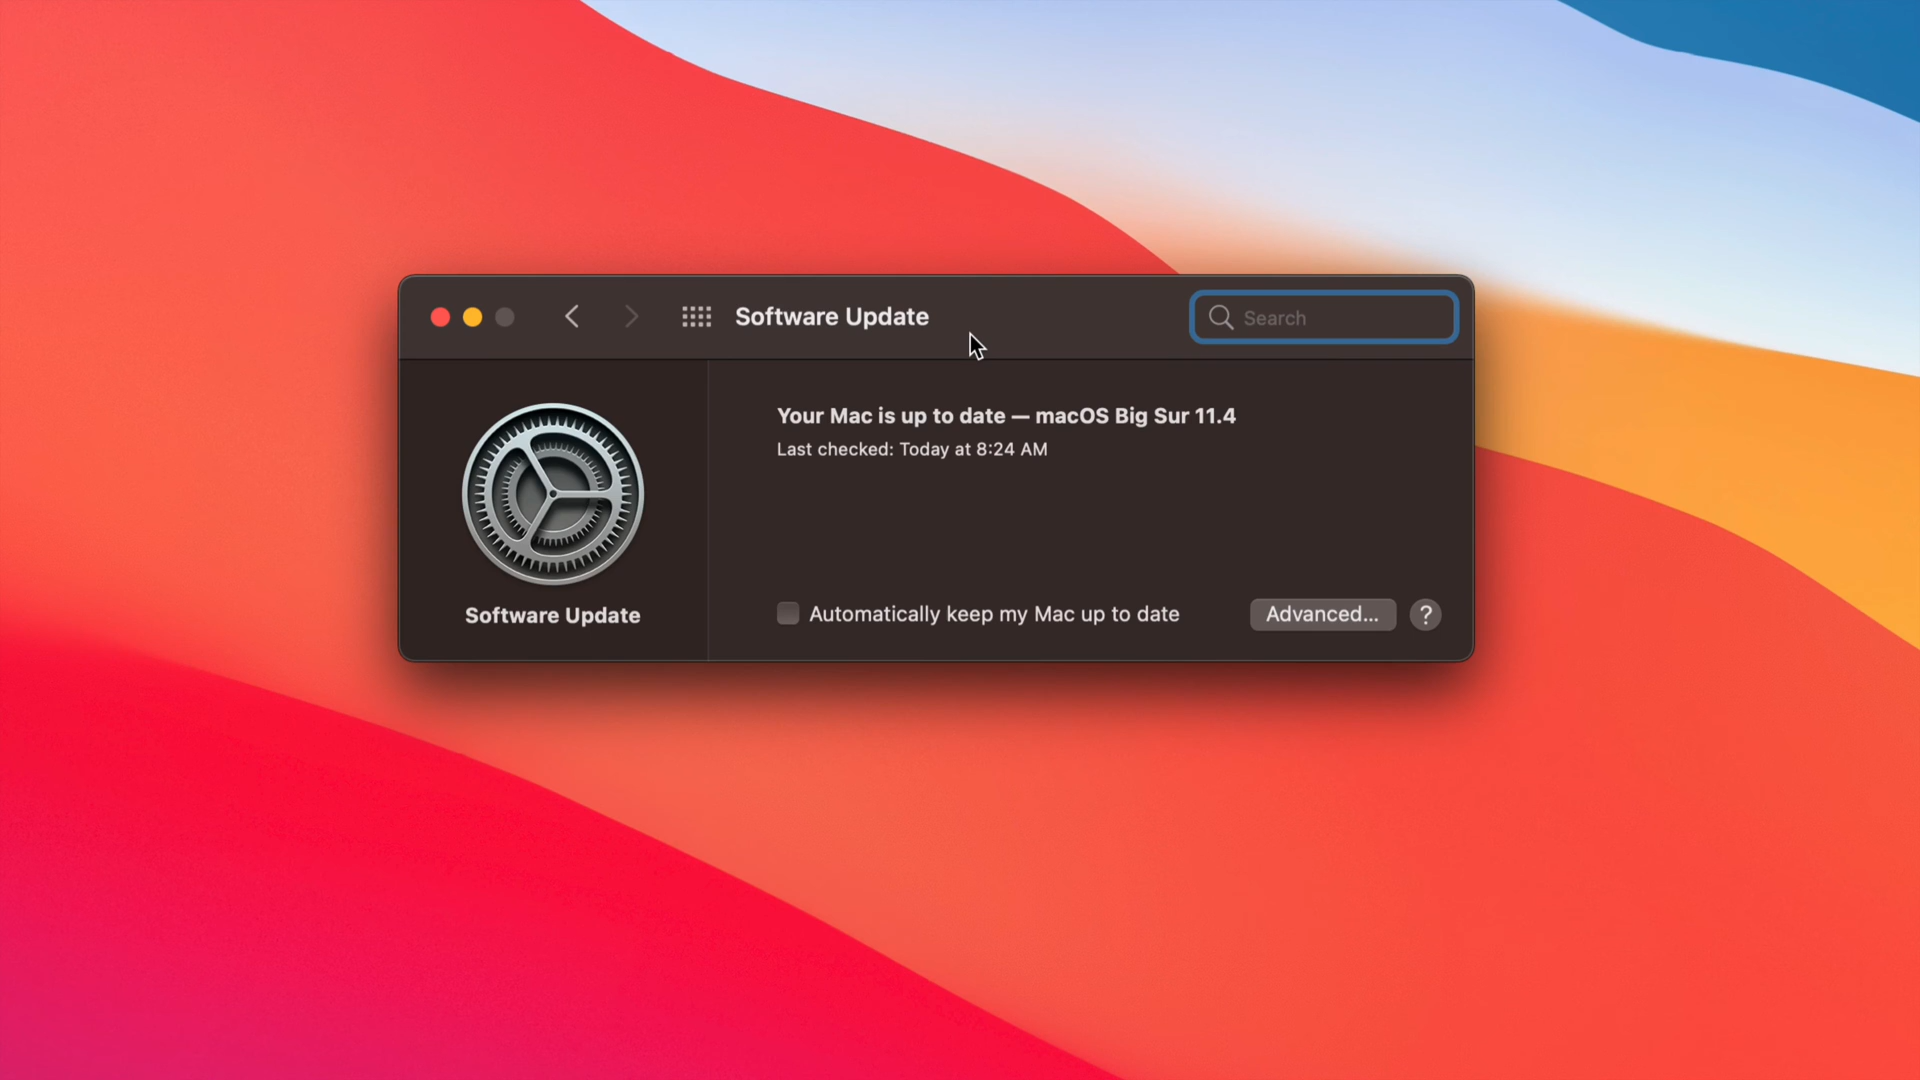 Software Update
Search
Your Mac is up to date — macOS Big Sur 11.4
Last checked: Today at 8:24 AM
Software Update
Automatically keep my Mac up to date
Advanced...
?